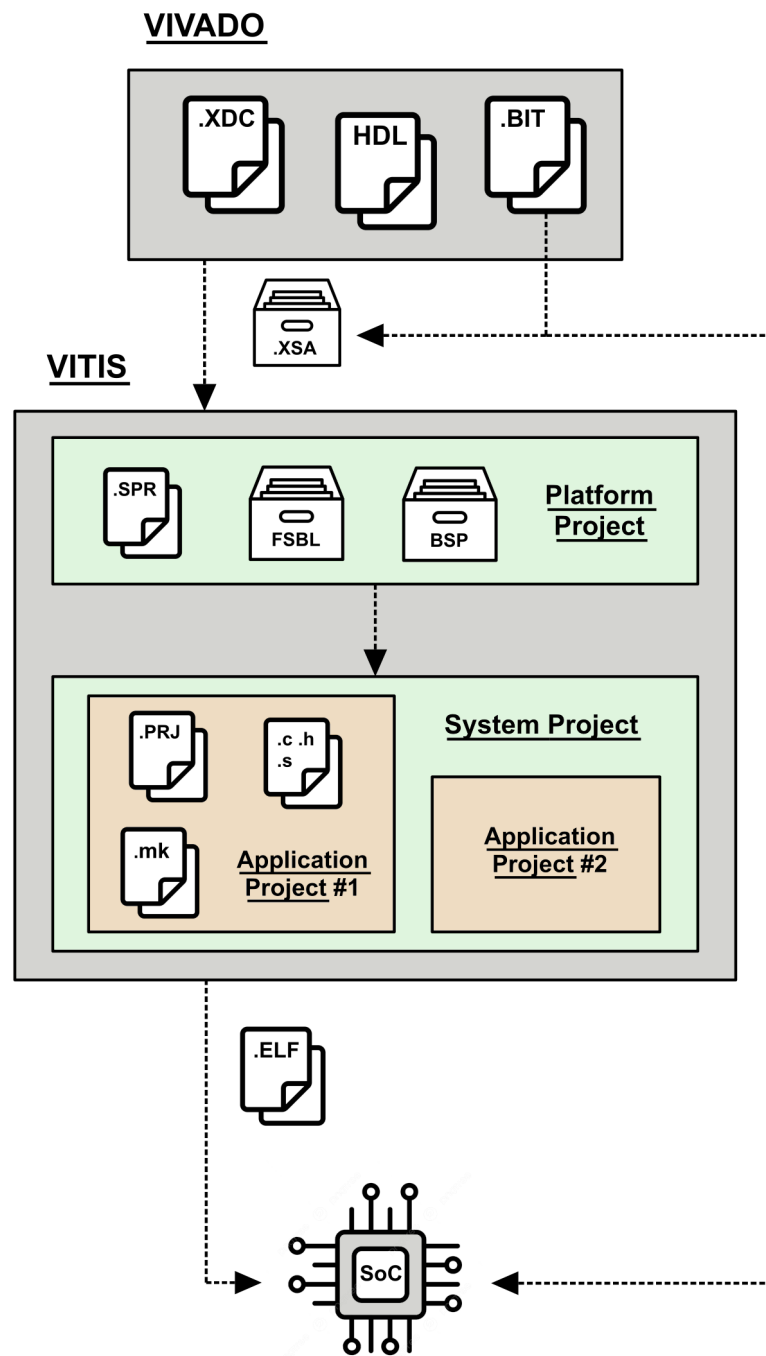 VIVADO
.XDC
HDL
.BIT
.XSA
VITIS
.SPR
FSBL
BSP
Platform
Project
.PRJ
.c .h
.s
.mk
Application
Project #1
System Project
Application
Project #2
.ELF
SoC